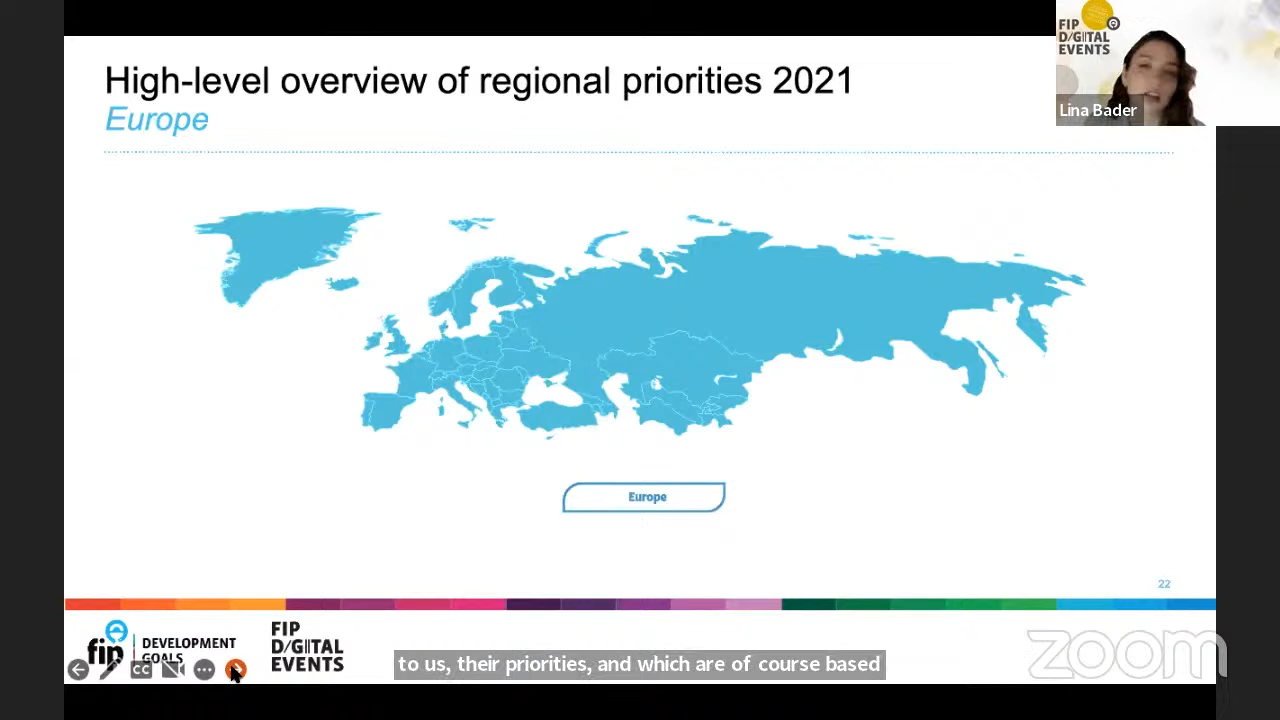 High-level overview of regional priorities 2021
Europe
FIP
D/GITAL
EVENTS
Lina Bader
Europe
22
fip
DEVELOPMENT
GOALS
FIP
D/GITAL
EVENTS
CC
to us, their priorities, and which are of course based
zoom